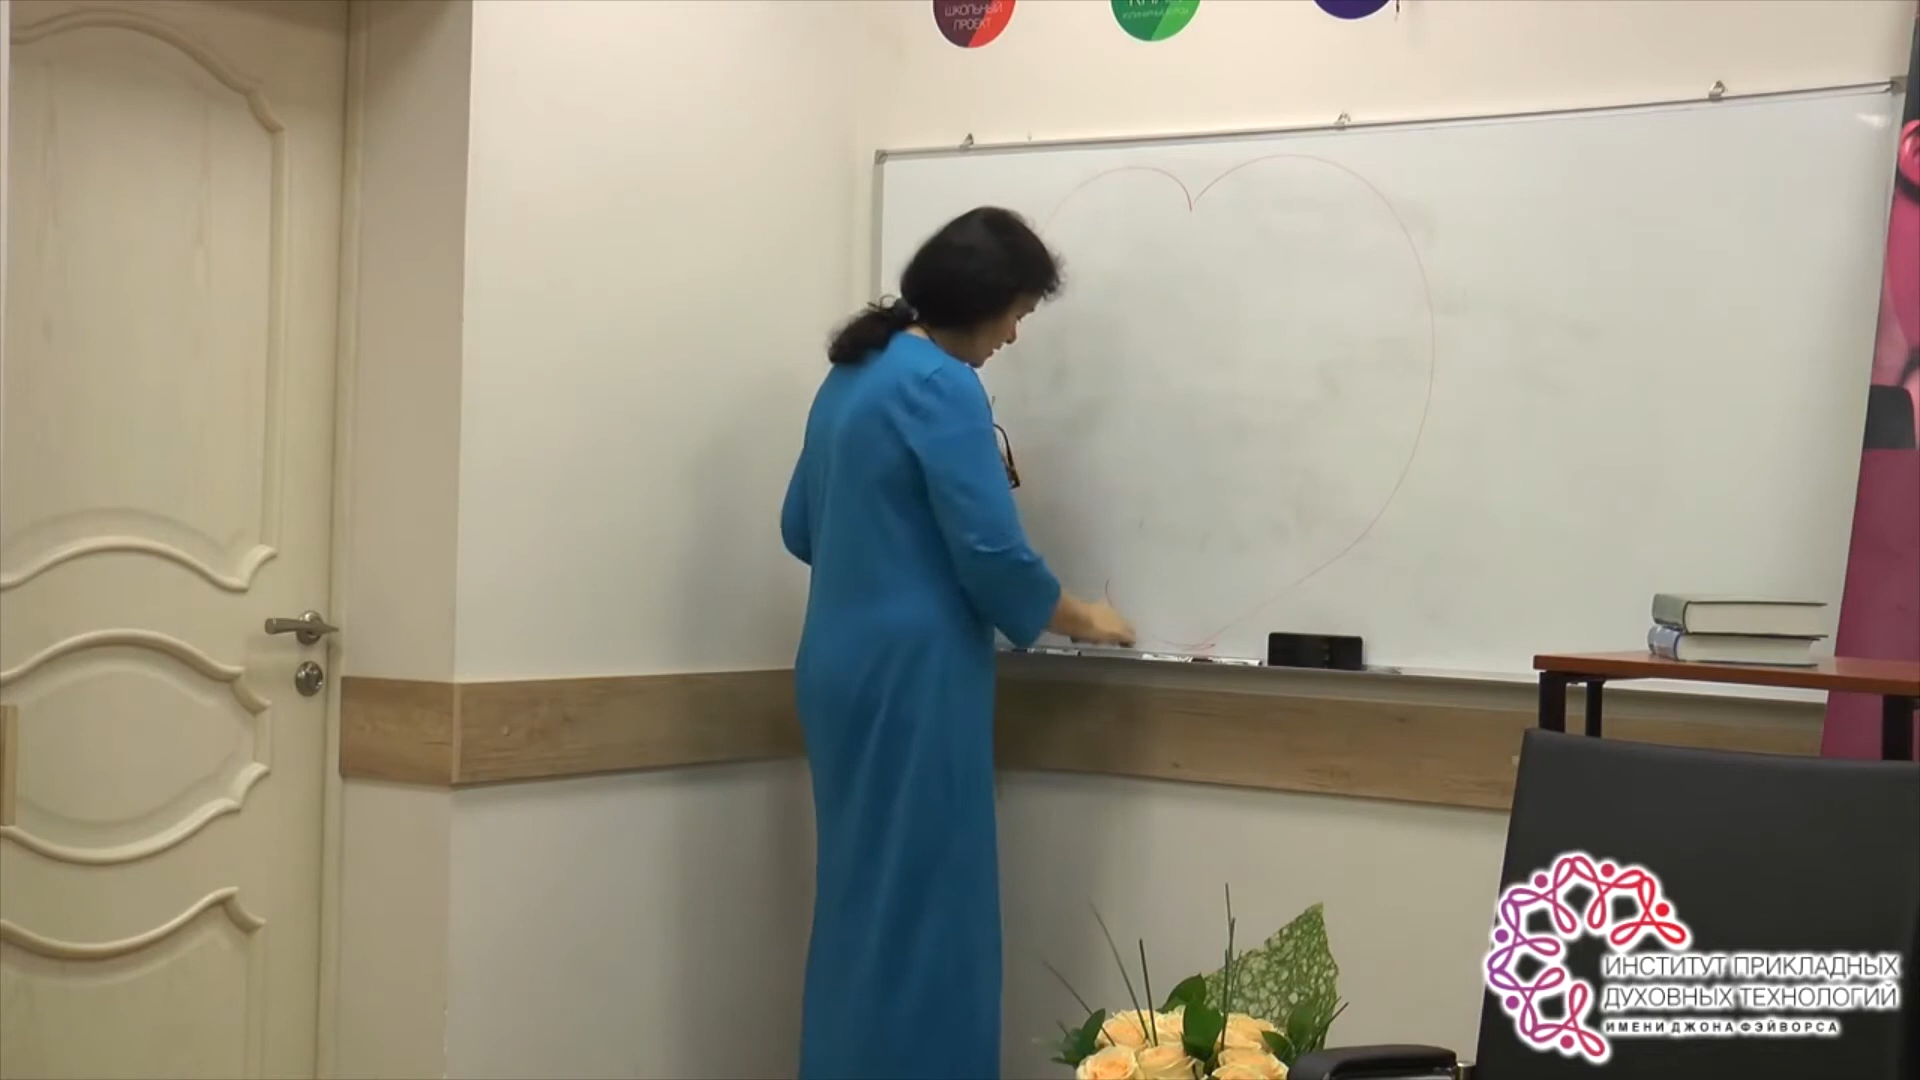 ШКОЛЬНЫЙ
ПРОЕКТ
ИНСТИТУТ ПРИКЛАДНЫХ
ДУХОВНЫХ ТЕХНОЛОГИЙ
ИМЕНИ ДЖОНА ФЭЙВОРСА